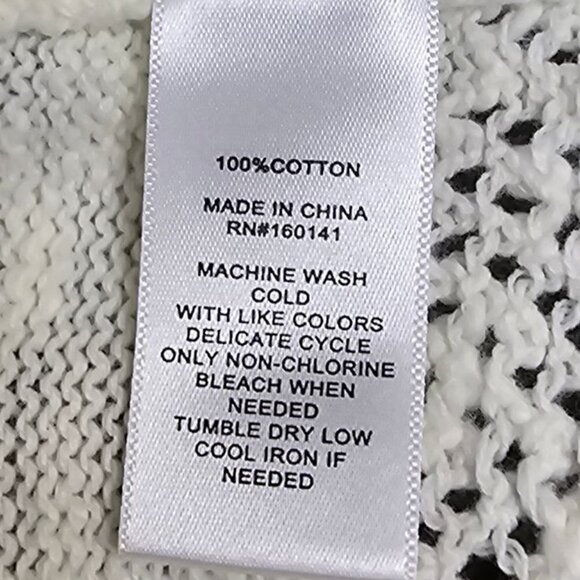 100%COTTON
MADE IN CHINA
RN#160141
MACHINE WASH
COLD
WITH LIKE COLORS
DELICATE CYCLE
ONLY NON-CHLORINE
BLEACH WHEN
NEEDED
TUMBLE DRY LOW
COOL IRON IF
NEEDED